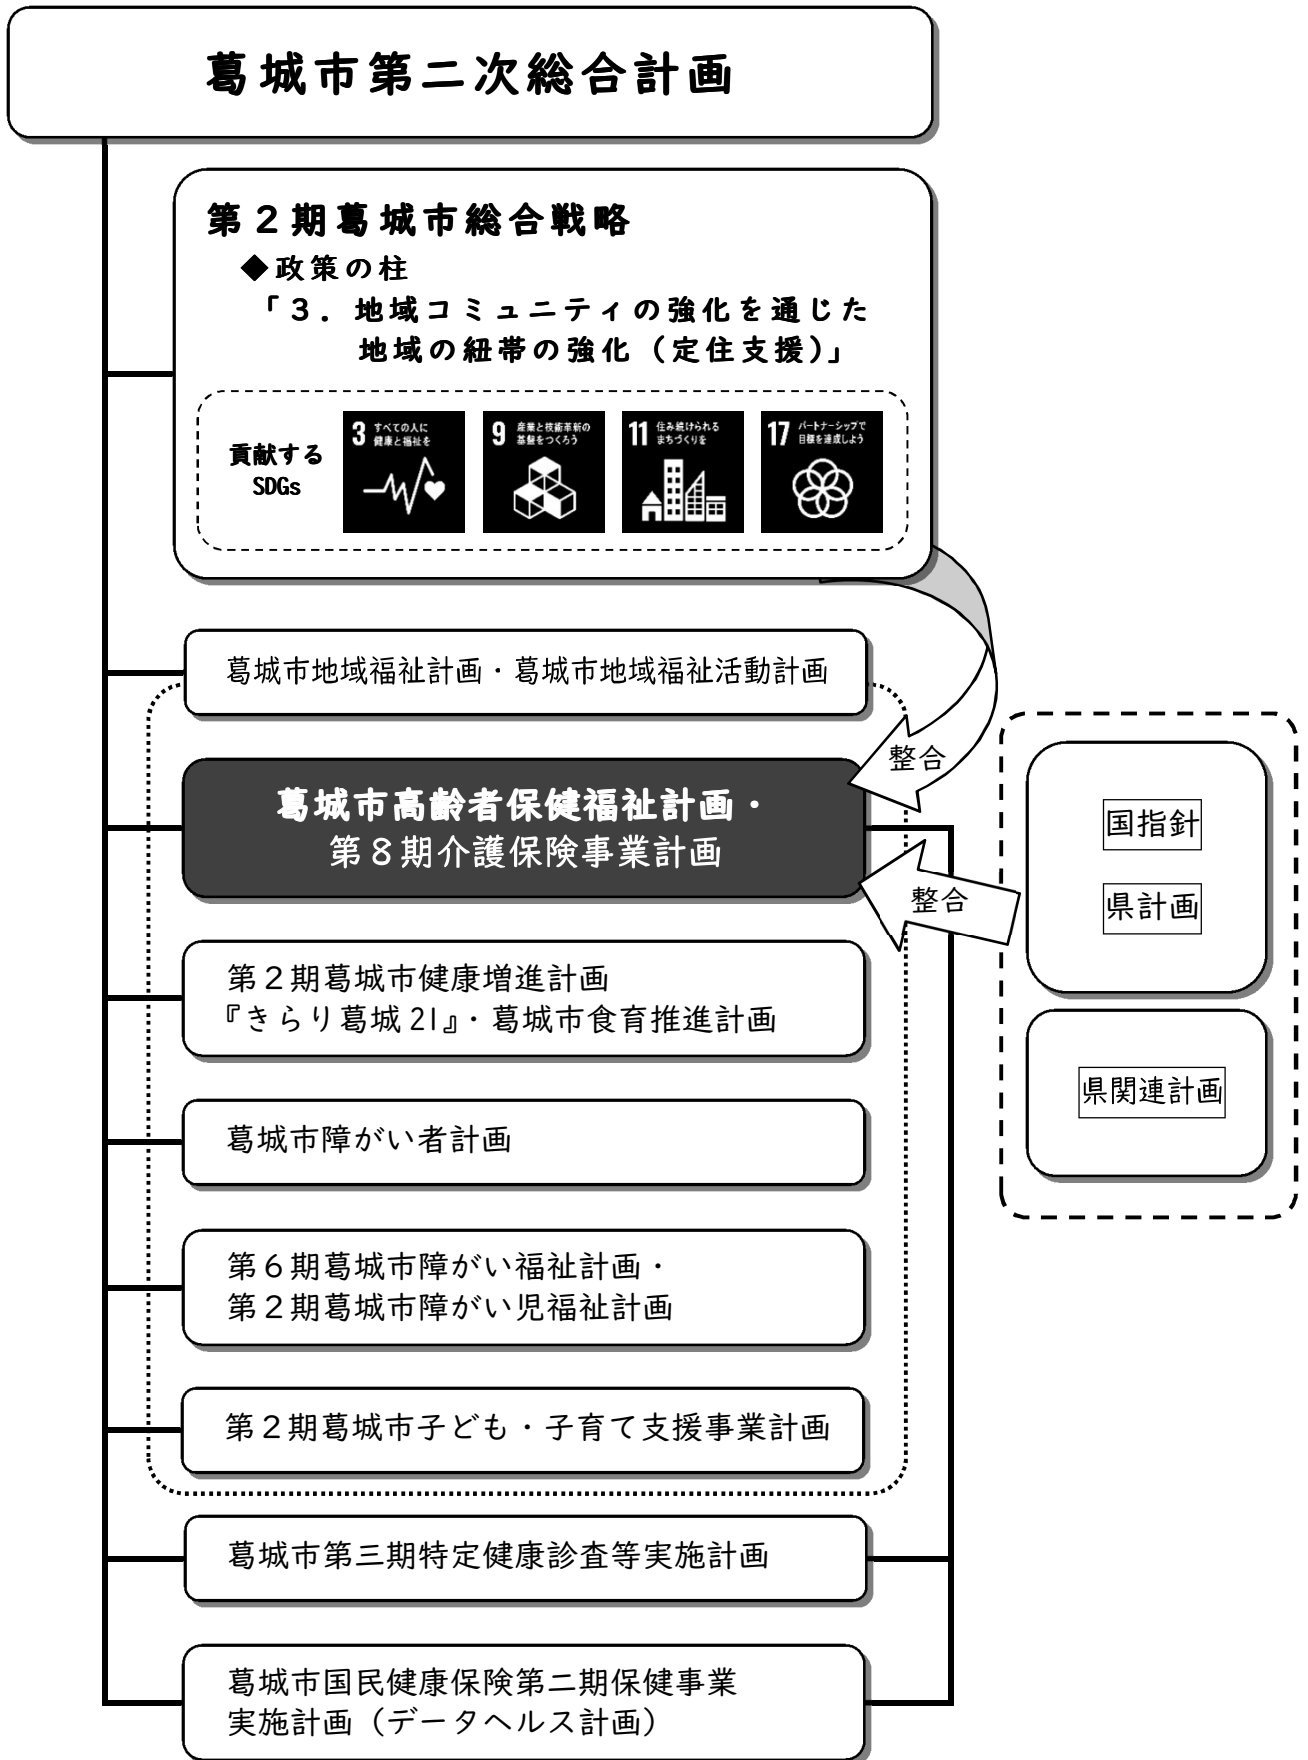 葛城市第二次総合計画
第２期葛城市総合戦略
◆政策の柱
「３．地域コミュニティの強化を通じた
地域の紐帯の強化（定住支援）」
貢献する
SDGs
3 すべての人に
健康と福祉を
9 産業と技術革新の
基盤をつくろう
11 住み続けられる
まちづくりを
17 パートナーシップで
目標を達成しよう
葛城市地域福祉計画・葛城市地域福祉活動計画
整合
葛城市高齢者保健福祉計画・
第８期介護保険事業計画
国指針
県計画
整合
第２期葛城市健康増進計画
『きらり葛城21』・葛城市食育推進計画
県関連計画
葛城市障がい者計画
第６期葛城市障がい福祉計画・
第２期葛城市障がい児福祉計画
第２期葛城市子ども・子育て支援事業計画
葛城市第三期特定健康診査等実施計画
葛城市国民健康保険第二期保健事業
実施計画（データヘルス計画）